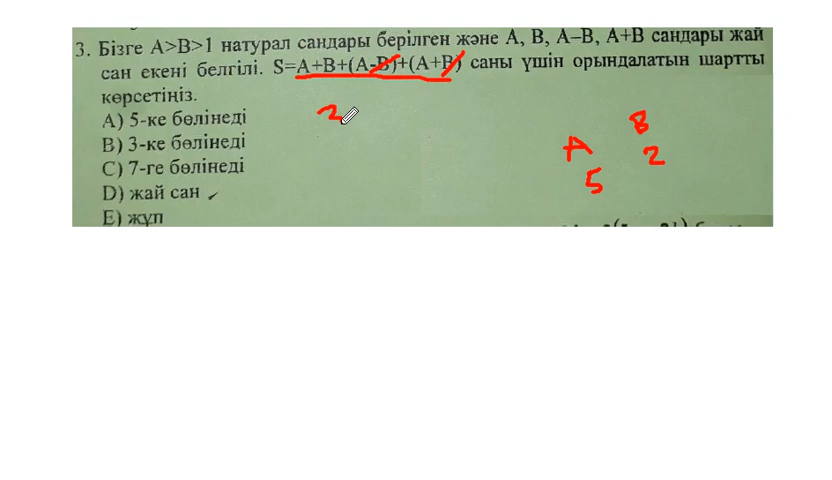 3. Бізге A>B>1 натурал сандары берілген және A, B, A–B, A+B сандары жай
сан екені белгілі. S=A+B+(A-B)+(A+B) саны үшін орындалатын шартты
көрсетіңіз.
A) 5-ке бөлінеді
B) 3-ке бөлінеді
C) 7-ге бөлінеді
D) жай сан
E) жұп
A B
5 2